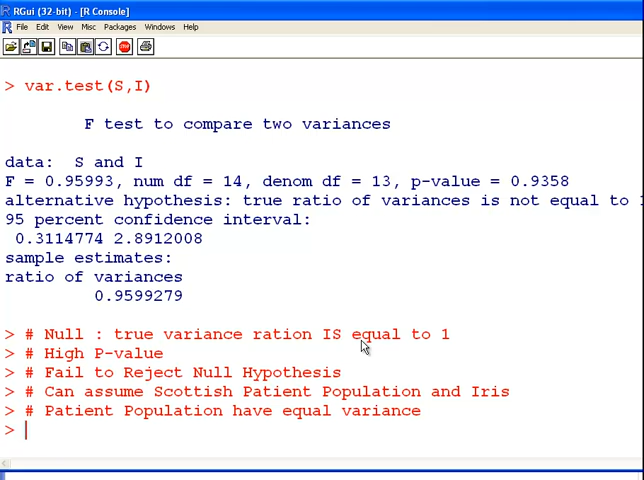 RGui (32-bit) - [R Console]
File Edit View Misc Packages Windows Help
> var.test(S,I)
F test to compare two variances
data: S and I
F = 0.95993, num df = 14, denom df = 13, p-value = 0.9358
alternative hypothesis: true ratio of variances is not equal to 1
95 percent confidence interval:
0.3114774 2.8912008
sample estimates:
ratio of variances
0.9599279
> # Null : true variance ration IS equal to 1
> # High P-value
> # Fail to Reject Null Hypothesis
> # Can assume Scottish Patient Population and Iris
> # Patient Population have equal variance
>